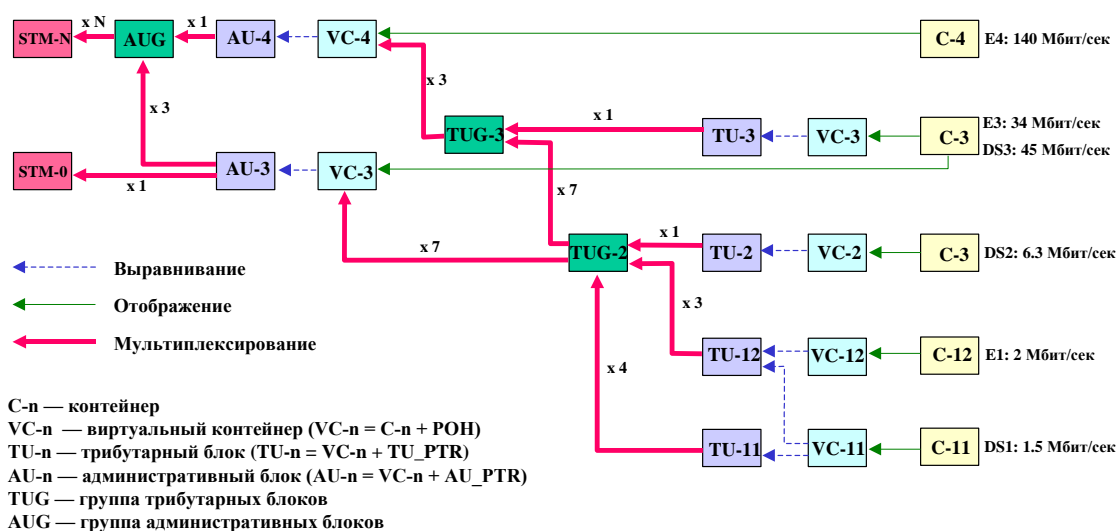 x N
x 1
STM-N
AUG
AU-4
VC-4
C-4
E4: 140 Мбит/сек
x 3
x 3
x 1
TUG-3
TU-3
VC-3
C-3
E3: 34 Мбит/сек
DS3: 45 Мбит/сек
STM-0
x 1
AU-3
VC-3
x 7
x 7
x 1
TUG-2
TU-2
VC-2
C-3
DS2: 6.3 Мбит/сек
Выравнивание
Отображение
x 3
Мультиплексирование
x 4
TU-12
VC-12
C-12
E1: 2 Мбит/сек
TU-11
VC-11
C-11
DS1: 1.5 Мбит/сек
C-n — контейнер
VC-n — виртуальный контейнер (VC-n = C-n + POH)
TU-n — трибутарный блок (TU-n = VC-n + TU_PTR)
AU-n — административный блок (AU-n = VC-n + AU_PTR)
TUG — группа трибутарных блоков
AUG — группа административных блоков